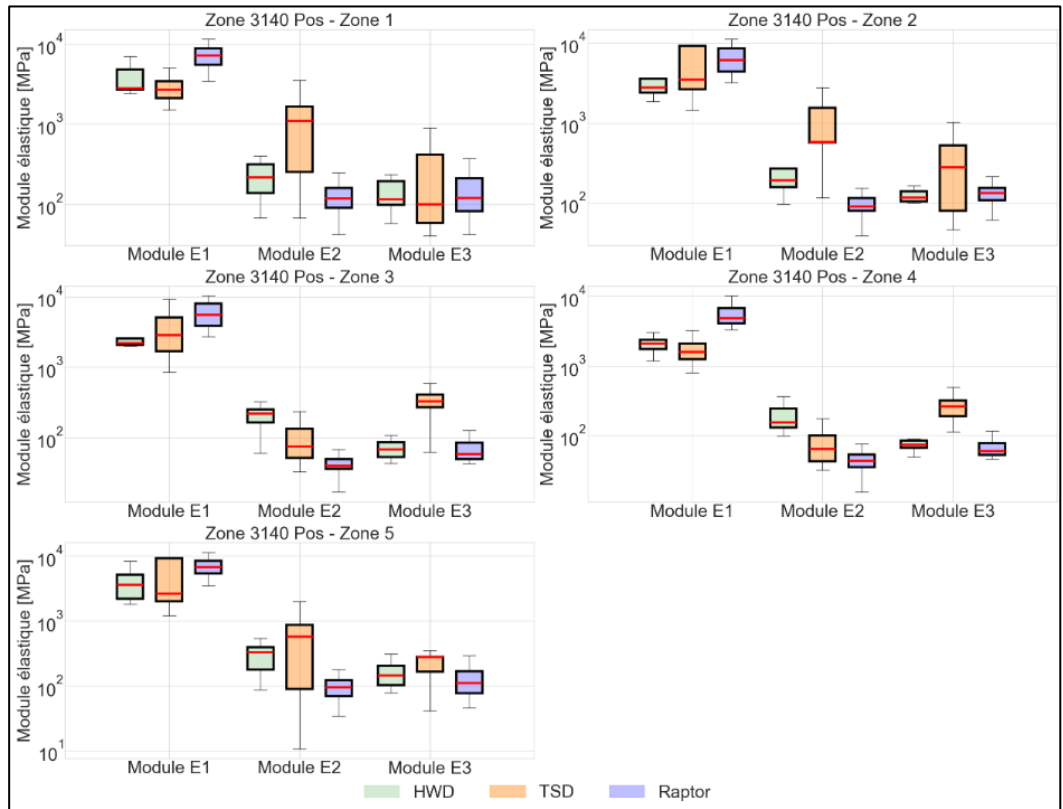 Zone 3140 Pos - Zone 1
Module élastique [MPa]
10^4
10^3
10^2
Module E1 Module E2 Module E3
Zone 3140 Pos - Zone 2
Module élastique [MPa]
10^4
10^3
10^2
Module E1 Module E2 Module E3
Zone 3140 Pos - Zone 3
Module élastique [MPa]
10^4
10^3
10^2
Module E1 Module E2 Module E3
Zone 3140 Pos - Zone 4
Module élastique [MPa]
10^4
10^3
10^2
Module E1 Module E2 Module E3
Zone 3140 Pos - Zone 5
Module élastique [MPa]
10^4
10^3
10^2
10^1
Module E1 Module E2 Module E3
HWD TSD Raptor